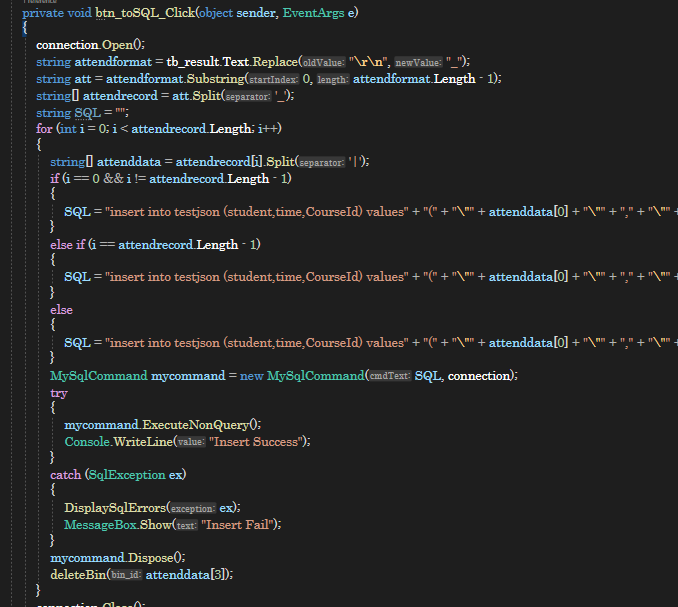 private void btn_toSQL_Click(object sender, EventArgs e)
{
connection.Open();
string attendformat = tb_result.Text.Replace(oldValue: "\r\n", newValue: "_");
string att = attendformat.Substring(startIndex: 0, length: attendformat.Length - 1);
string[] attendrecord = att.Split(separator: '_');
string SQL = "";
for (int i = 0; i < attendrecord.Length; i++)
{
string[] attenddata = attendrecord[i].Split(separator: '|');
if (i == 0 && i != attendrecord.Length - 1)
{
SQL = "insert into testjson (student,time,CourseId) values" + "(" + "\"" + attenddata[0] + "\"" + "," + "\"" +
}
else if (i == attendrecord.Length - 1)
{
SQL = "insert into testjson (student,time,CourseId) values" + "(" + "\"" + attenddata[0] + "\"" + "," + "\"" +
}
else
{
SQL = "insert into testjson (student,time,CourseId) values" + "(" + "\"" + attenddata[0] + "\"" + "," + "\"" +
}
MySqlCommand mycommand = new MySqlCommand(cmdText: SQL, connection);
try
{
mycommand.ExecuteNonQuery();
Console.WriteLine(value: "Insert Success");
}
catch (SqlException ex)
{
DisplaySqlErrors(exception: ex);
MessageBox.Show(text: "Insert Fail");
}
mycommand.Dispose();
deleteBin(bin_id: attenddata[3]);
}
connection.Close();